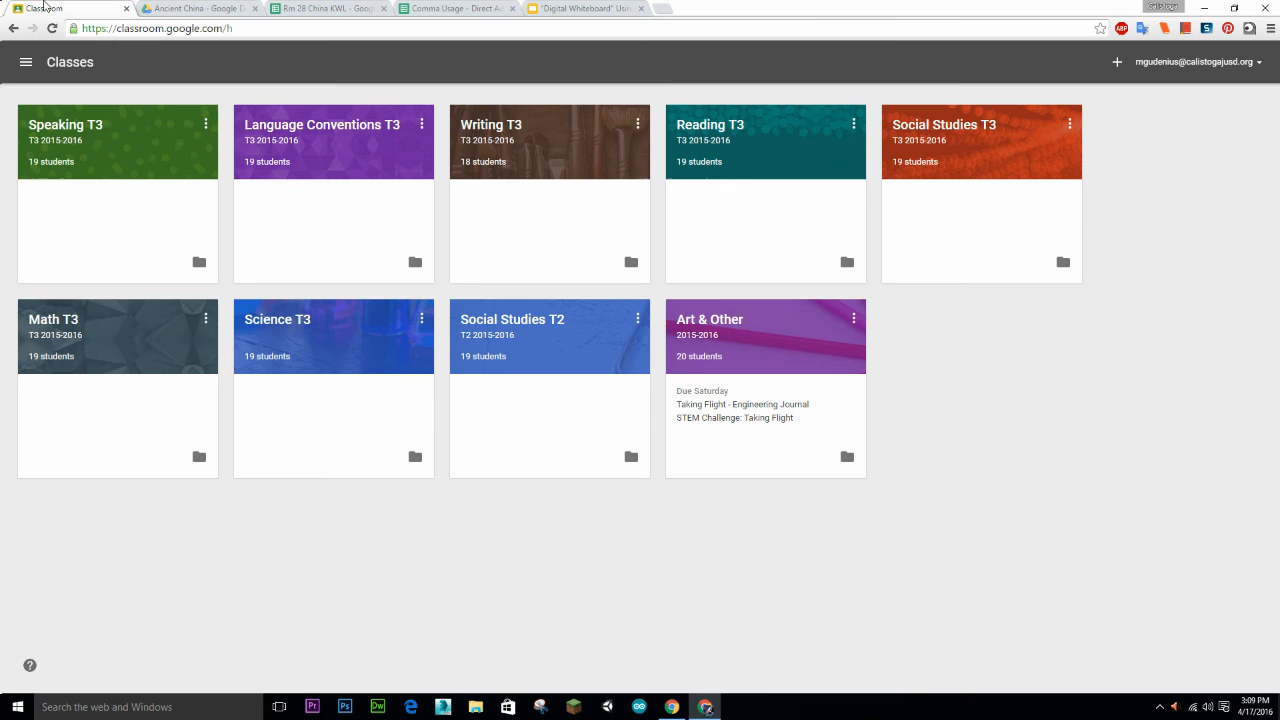 Classroom
Ancient China - Google D
Rm 28 China KWL - Goog
Comma Usage - Direct A
"Digital Whiteboard" Usin
Calistoga
https://classroom.google.com/h
ABP
Classes
mgudenius@calistogajusd.org
Speaking T3
T3 2015-2016
19 students
Language Conventions T3
T3 2015-2016
19 students
Writing T3
T3 2015-2016
18 students
Reading T3
T3 2015-2016
19 students
Social Studies T3
T3 2015-2016
19 students
Math T3
T3 2015-2016
19 students
Science T3
19 students
Social Studies T2
T2 2015-2016
19 students
Art & Other
2015-2016
20 students
Due Saturday
Taking Flight - Engineering Journal
STEM Challenge: Taking Flight
Search the web and Windows
Pr
Ps
Dw
3:09 PM
4/17/2016